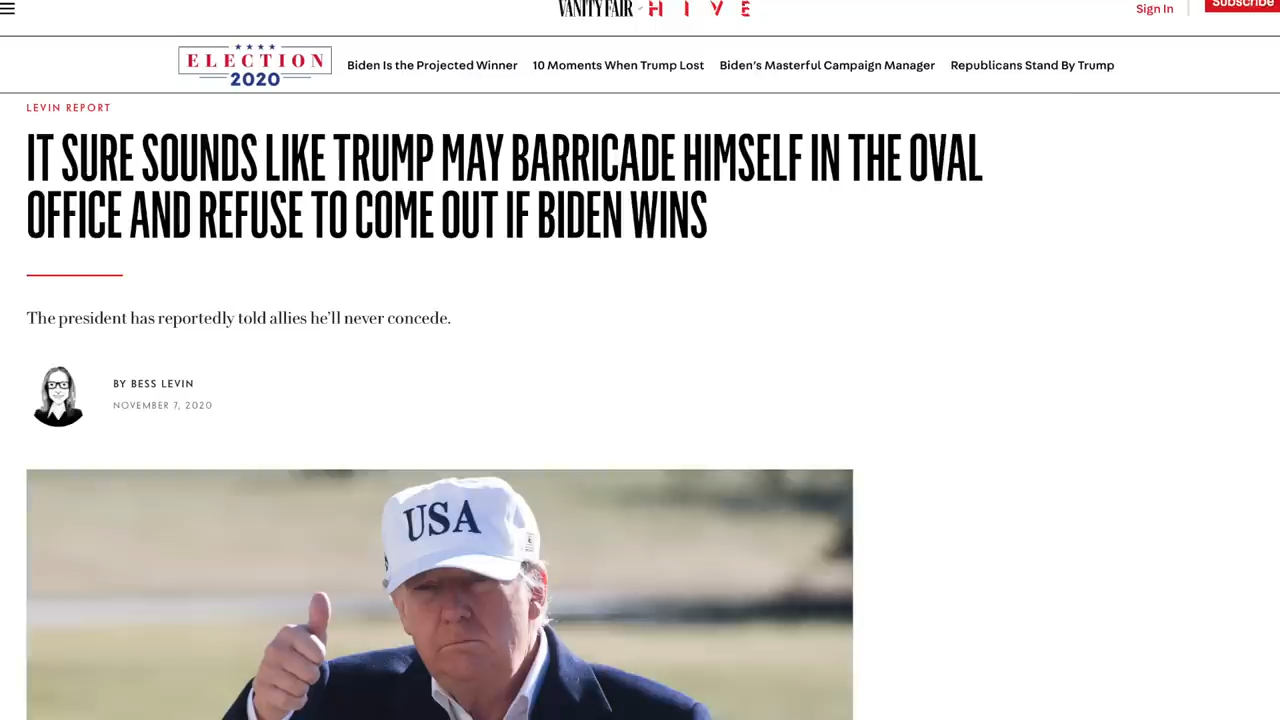 VANITY FAIR HIVE
Sign In
Subscribe
ELECTION
2020
Biden Is the Projected Winner
10 Moments When Trump Lost
Biden's Masterful Campaign Manager
Republicans Stand By Trump
LEVIN REPORT
IT SURE SOUNDS LIKE TRUMP MAY BARRICADE HIMSELF IN THE OVAL
OFFICE AND REFUSE TO COME OUT IF BIDEN WINS
The president has reportedly told allies he'll never concede.
BY BESS LEVIN
NOVEMBER 7, 2020
USA